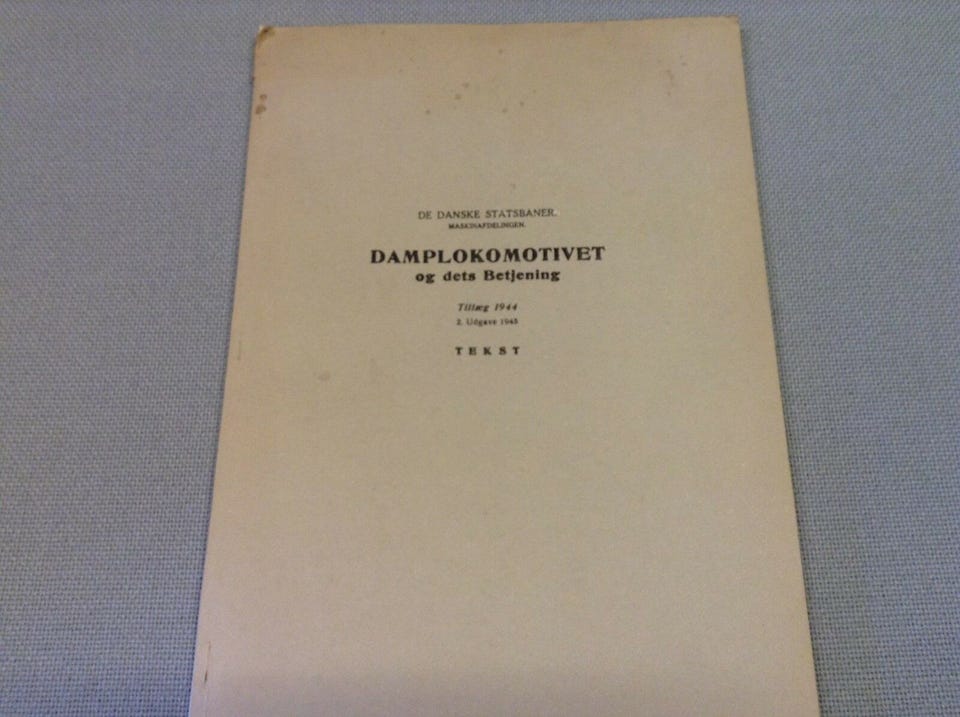 DE DANSKE STATSBANER.
MASKINAFDELINGEN.
DAMPLOKOMOTIVET
og dets Betjening
Tillæg 1944
2. Udgave 1945
TEKST